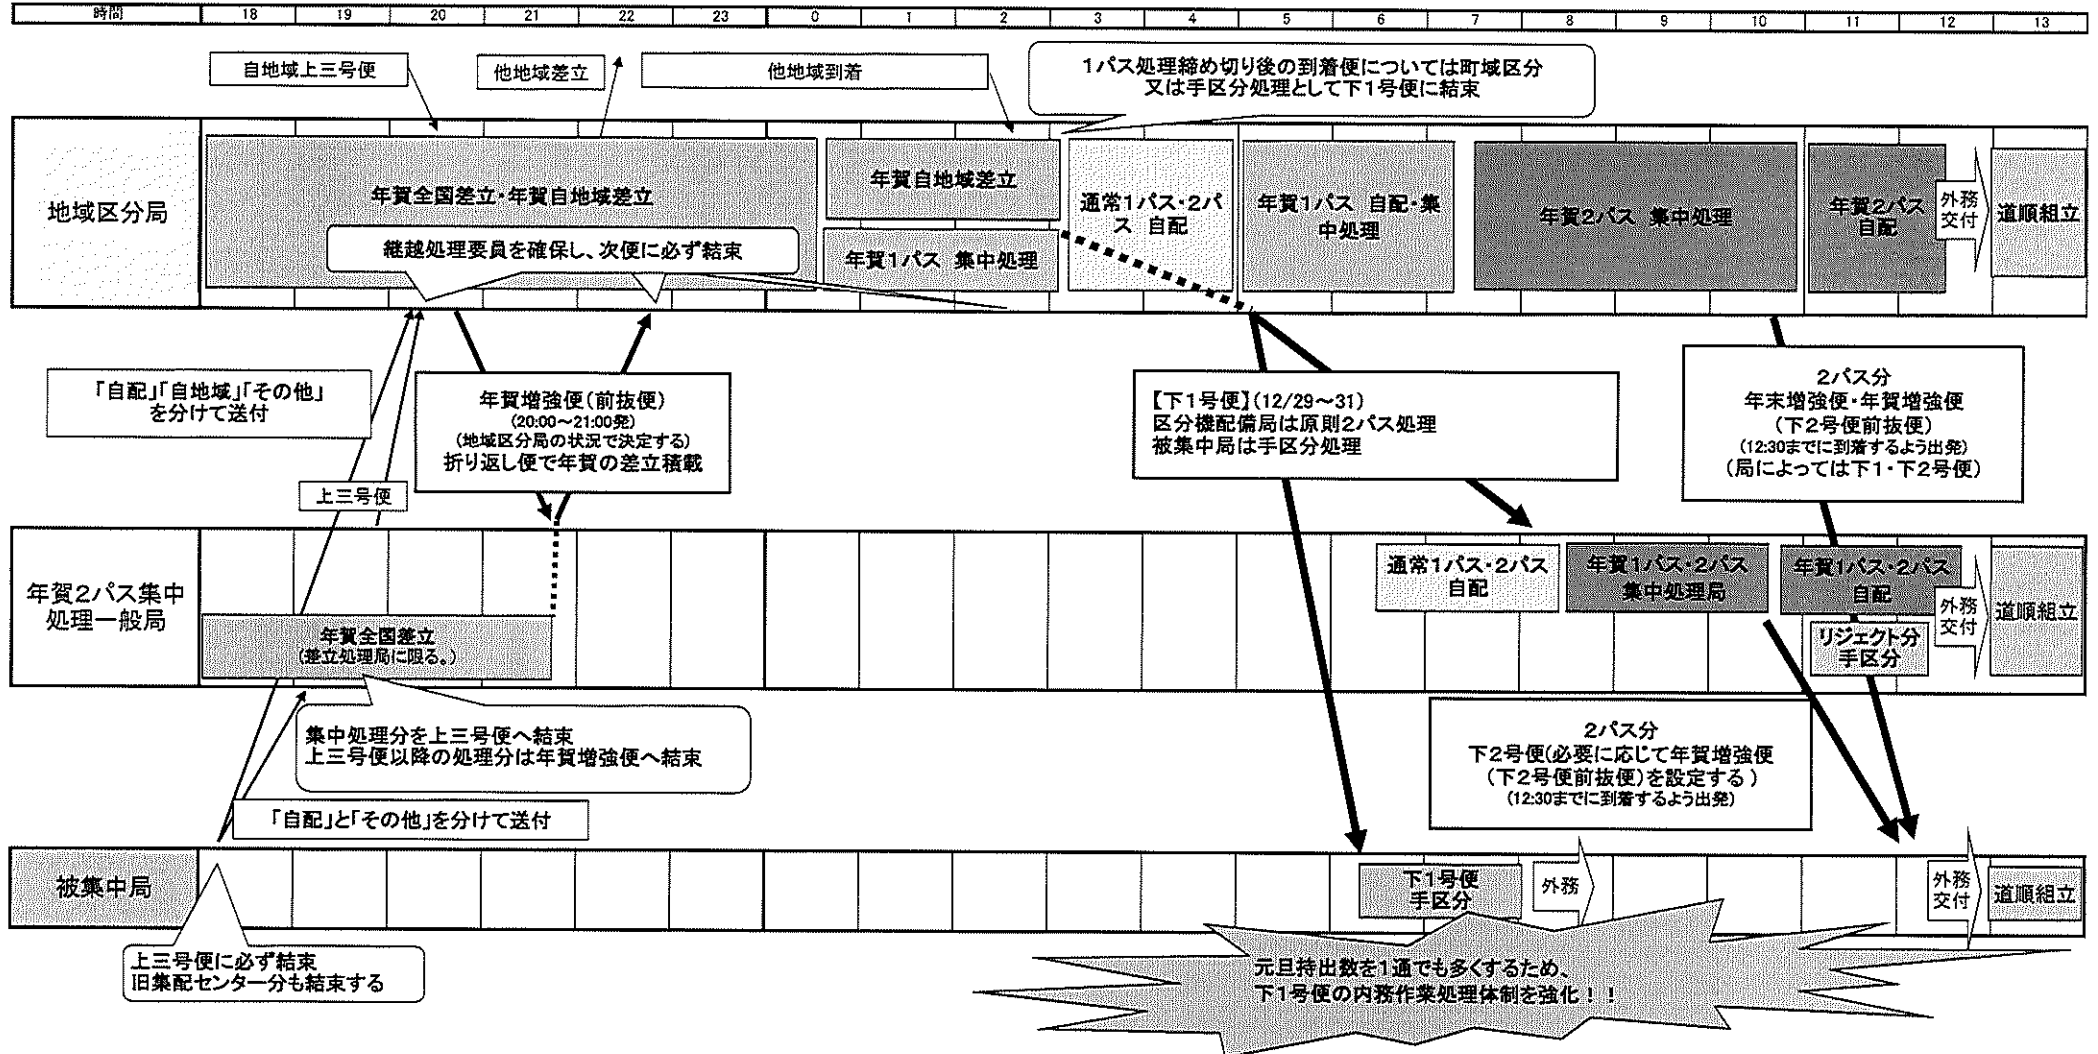 時間 18 19 20 21 22 23 0 1 2 3 4 5 6 7 8 9 10 11 12 13
自地域上三号便
他地域差立
他地域到着
1パス処理締め切り後の到着便については町域区分
又は手区分処理として下1号便に結束
地域区分局
年賀全国差立・年賀自地域差立
継越処理要員を確保し、次便に必ず結束
年賀自地域差立
年賀1パス 集中処理
通常1パス・2パ
ス 自配
年賀1パス 自配・集
中処理
年賀2パス 集中処理
年賀2パス
自配
外務
交付
道順組立
「自配」「自地域」「その他」
を分けて送付
年賀増強便(前抜便)
(20:00～21:00発)
(地域区分局の状況で決定する)
折り返し便で年賀の差立積載
上三号便
【下1号便】(12/29～31)
区分機配備局は原則2パス処理
被集中局は手区分処理
2パス分
年末増強便・年賀増強便
(下2号便前抜便)
(12:30までに到着するよう出発)
(局によっては下1・下2号便)
年賀2パス集中
処理一般局
年賀全国差立
(差立処理局に限る。)
通常1パス・2パス
自配
年賀1パス・2パス
集中処理局
年賀1パス・2パス
自配
リジェクト分
手区分
外務
交付
道順組立
集中処理分を上三号便へ結束
上三号便以降の処理分は年賀増強便へ結束
「自配」と「その他」を分けて送付
2パス分
下2号便(必要に応じて年賀増強便
(下2号便前抜便)を設定する)
(12:30までに到着するよう出発)
被集中局
下1号便
手区分
外務
外務
交付
道順組立
上三号便に必ず結束
旧集配センター分も結束する
元旦持出数を1通でも多くするため、
下1号便の内務作業処理体制を強化！！